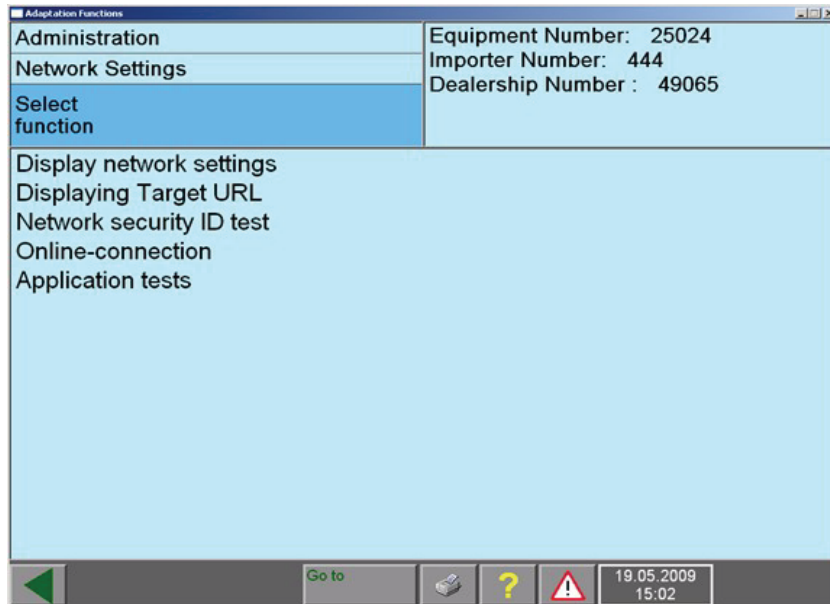 Adaptation Functions
Administration
Network Settings
Select
function
Equipment Number: 25024
Importer Number: 444
Dealership Number : 49065
Display network settings
Displaying Target URL
Network security ID test
Online-connection
Application tests
Go to
?
!
19.05.2009
15:02